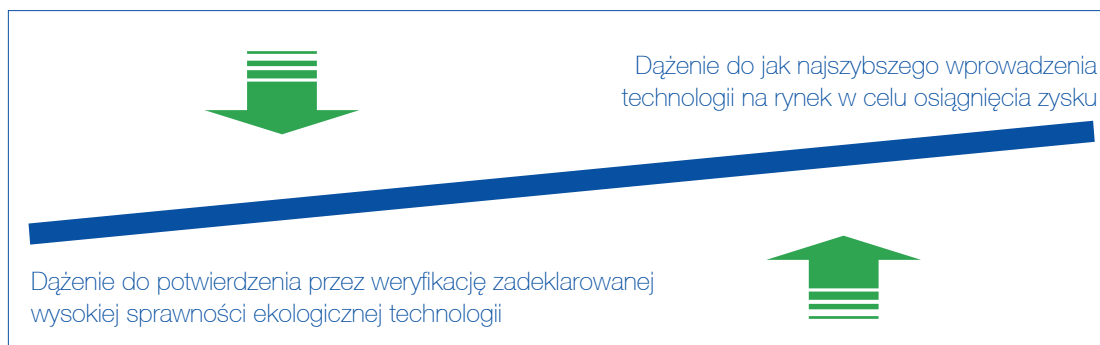 Dążenie do jak najszybszego wprowadzenia
technologii na rynek w celu osiągnięcia zysku
Dążenie do potwierdzenia przez weryfikację zadeklarowanej
wysokiej sprawności ekologicznej technologii